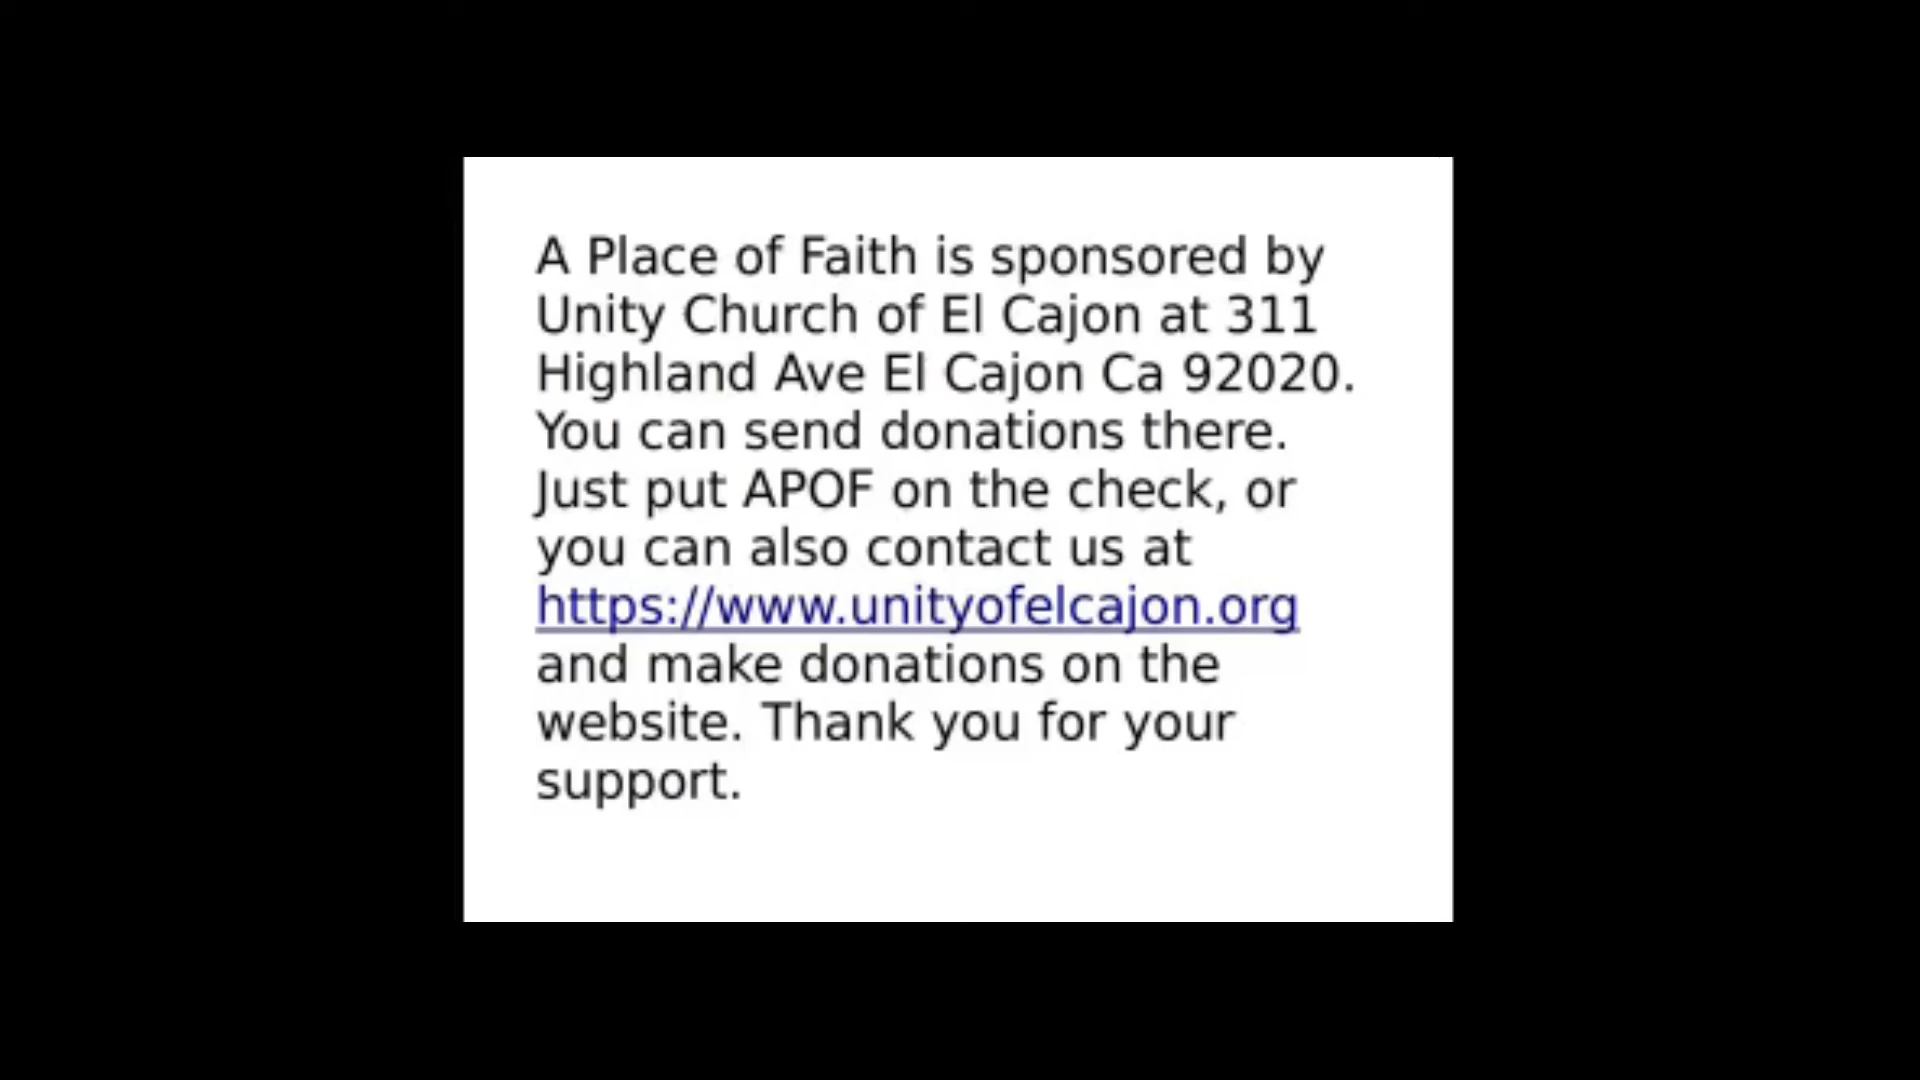 A Place of Faith is sponsored by
Unity Church of El Cajon at 311
Highland Ave El Cajon Ca 92020.
You can send donations there.
Just put APOF on the check, or
you can also contact us at
https://www.unityofelcajon.org
and make donations on the
website. Thank you for your
support.